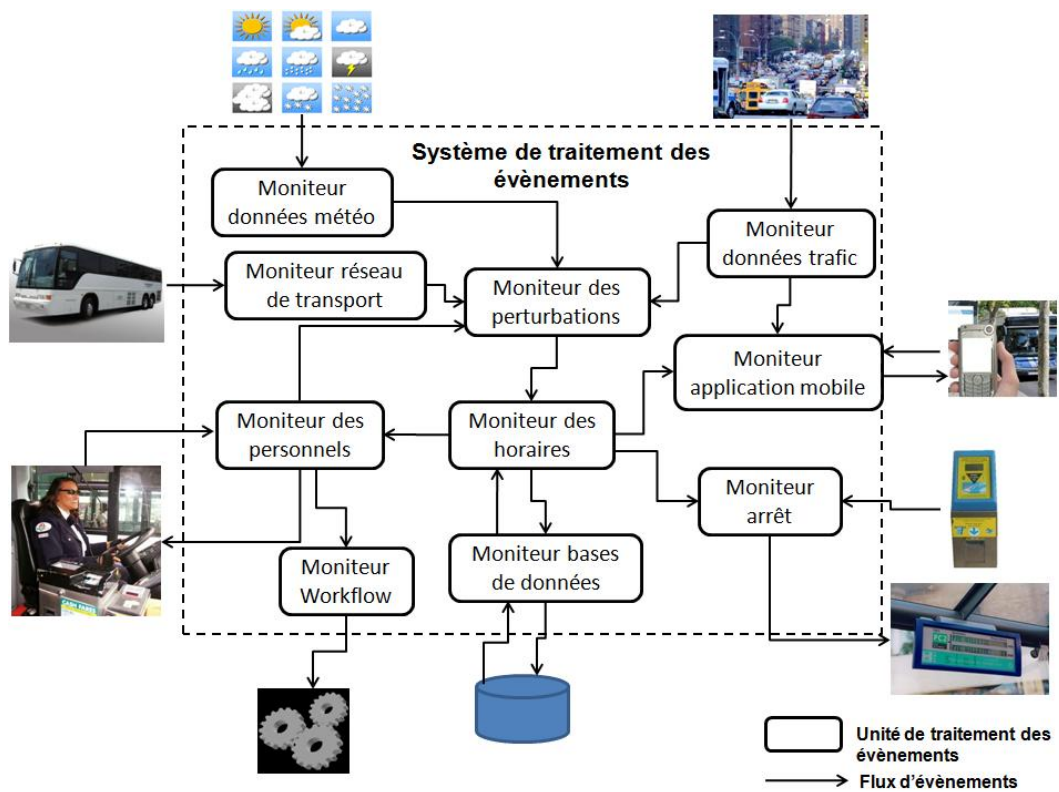 Système de traitement des
évènements
Moniteur
données météo
Moniteur
données trafic
Moniteur réseau
de transport
Moniteur des
perturbations
Moniteur
application mobile
Moniteur des
personnels
Moniteur des
horaires
Moniteur
arrêt
Moniteur
Workflow
Moniteur bases
de données
CASH FARES
Unité de traitement des
évènements
Flux d'évènements